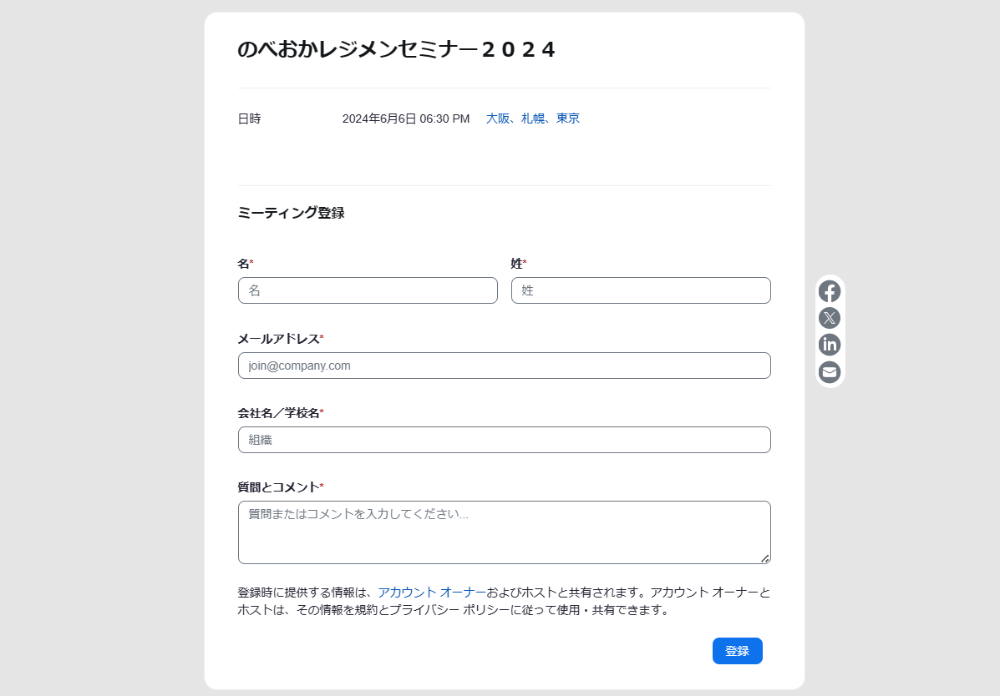 のべおかレジメンセミナー２０２４
日時 2024年6月6日 06:30 PM 大阪、札幌、東京
ミーティング登録
名* 姓*
名 姓
メールアドレス*
join@company.com
会社名／学校名*
組織
質問とコメント*
質問またはコメントを入力してください...
登録時に提供する情報は、アカウント オーナーおよびホストと共有されます。アカウント オーナーと
ホストは、その情報を規約とプライバシー ポリシーに従って使用・共有できます。
登録